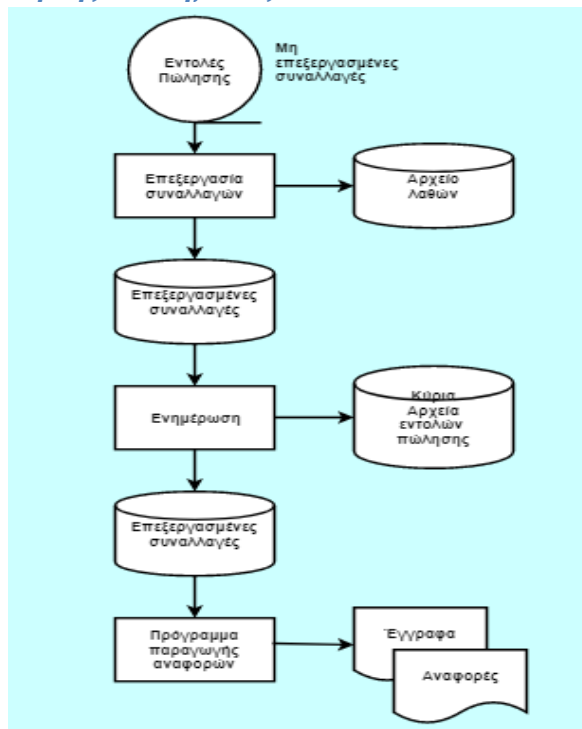 Εντολές
Πώλησης
Μη
επεξεργασμένες
συναλλαγές
Επεξεργασία
συναλλαγών
Αρχείο
λαθών
Επεξεργασμένες
συναλλαγές
Ενημέρωση
Κύρια
Αρχεία
εντολών
πώλησης
Επεξεργασμένες
συναλλαγές
Πρόγραμμα
παραγωγής
αναφορών
Έγγραφα
Αναφορές